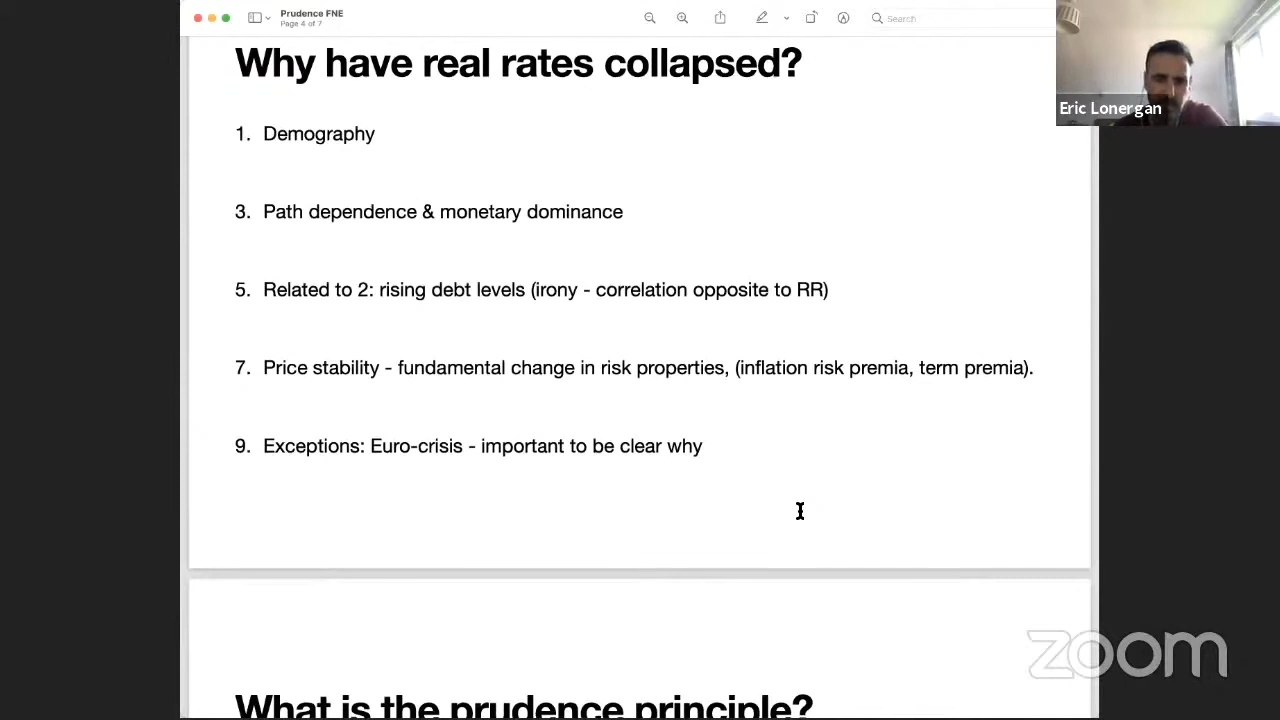 Prudence FNE
Page 4 of 7
Search
Why have real rates collapsed?
Eric Lonergan
1. Demography
3. Path dependence & monetary dominance
5. Related to 2: rising debt levels (irony - correlation opposite to RR)
7. Price stability - fundamental change in risk properties, (inflation risk premia, term premia).
9. Exceptions: Euro-crisis - important to be clear why
zoom
What is the prudence principle?